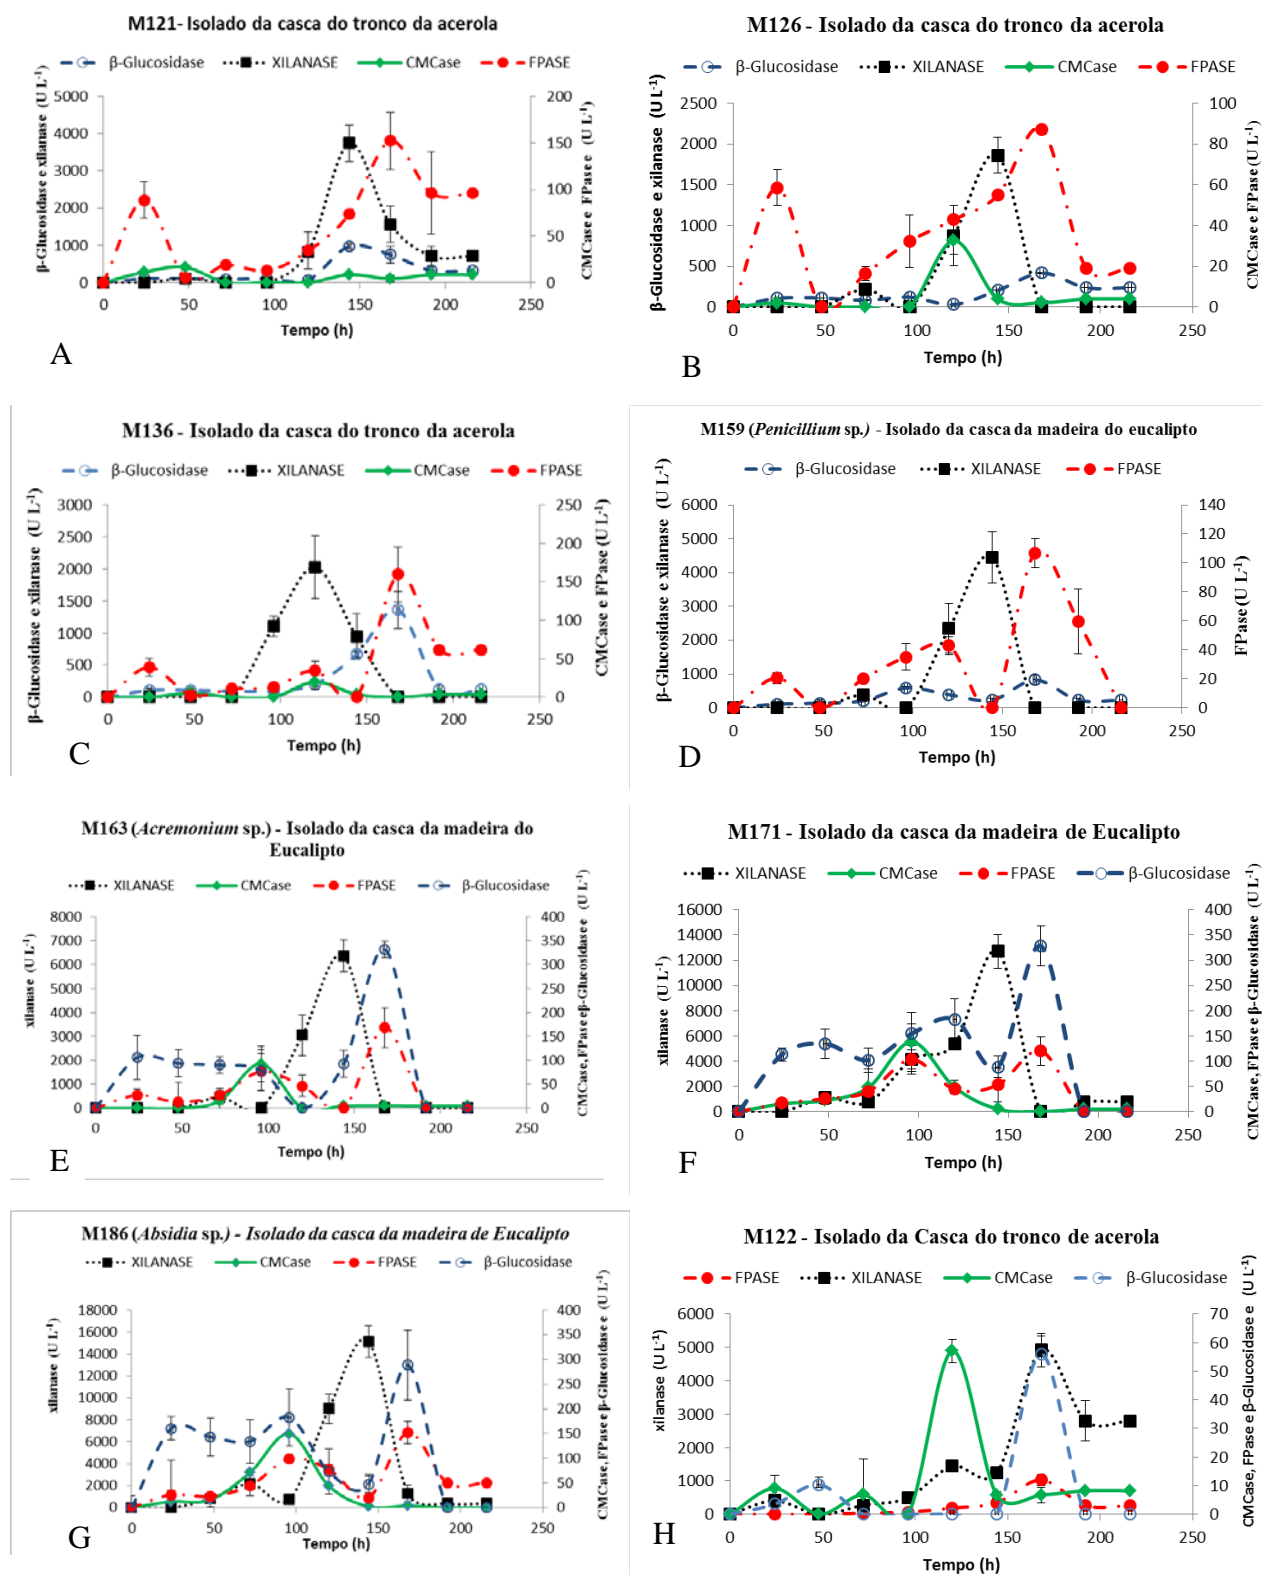 M121- Isolado da casca do tronco da acerola
β-Glucosidase XILANASE CMCase FPASE
β-Glucosidase e xilanase (U L-1)
5000
4000
3000
2000
1000
0
200
150
100
50
0
CMCase e FPase e (U L-1)
0 50 100 150 200 250
Tempo (h)
A
M126 - Isolado da casca do tronco da acerola
β-Glucosidase XILANASE CMCase FPASE
β-Glucosidase e xilanase (U L-1)
2500
2000
1500
1000
500
0
100
80
60
40
20
0
CMCase e FPase (U L-1)
0 50 100 150 200 250
Tempo (h)
B
M136 - Isolado da casca do tronco da acerola
β-Glucosidase XILANASE CMCase FPASE
β-Glucosidase e xilanase (U L-1)
3000
2500
2000
1500
1000
500
0
250
200
150
100
50
0
CMCase e FPase (U L-1)
0 50 100 150 200 250
Tempo (h)
C
M159 (Penicillium sp.) - Isolado da casca da madeira do eucalipto
β-Glucosidase XILANASE FPASE
β-Glucosidase e xilanase (U L-1)
6000
5000
4000
3000
2000
1000
0
140
120
100
80
60
40
20
0
FPase (U L-1)
0 50 100 150 200 250
Tempo (h)
D
M163 (Acremonium sp.) - Isolado da casca da madeira do
Eucalipto
XILANASE CMCase FPASE β-Glucosidase
xilanase (U L-1)
8000
7000
6000
5000
4000
3000
2000
1000
0
400
350
300
250
200
150
100
50
0
CMCase, FPase e β-Glucosidase e (U L-1)
0 50 100 150 200 250
Tempo (h)
E
M171 - Isolado da casca da madeira de Eucalipto
XILANASE CMCase FPASE β-Glucosidase
xilanase (U L-1)
16000
14000
12000
10000
8000
6000
4000
2000
0
400
350
300
250
200
150
100
50
0
CMCase, FPase e β-Glucosidase (U L-1)
0 50 100 150 200 250
Tempo (h)
F
M186 (Absidia sp.) - Isolado da casca da madeira de Eucalipto
XILANASE CMCase FPASE β-Glucosidase
xilanase (U L-1)
18000
16000
14000
12000
10000
8000
6000
4000
2000
0
400
350
300
250
200
150
100
50
0
CMCase, FPase e β-Glucosidase e (U L-1)
0 50 100 150 200 250
Tempo (h)
G
M122 - Isolado da Casca do tronco de acerola
FPASE XILANASE CMCase β-Glucosidase
xilanase (U L-1)
6000
5000
4000
3000
2000
1000
0
70
60
50
40
30
20
10
0
CMCase, FPase e β-Glucosidase e (U L-1)
0 50 100 150 200 250
Tempo (h)
H